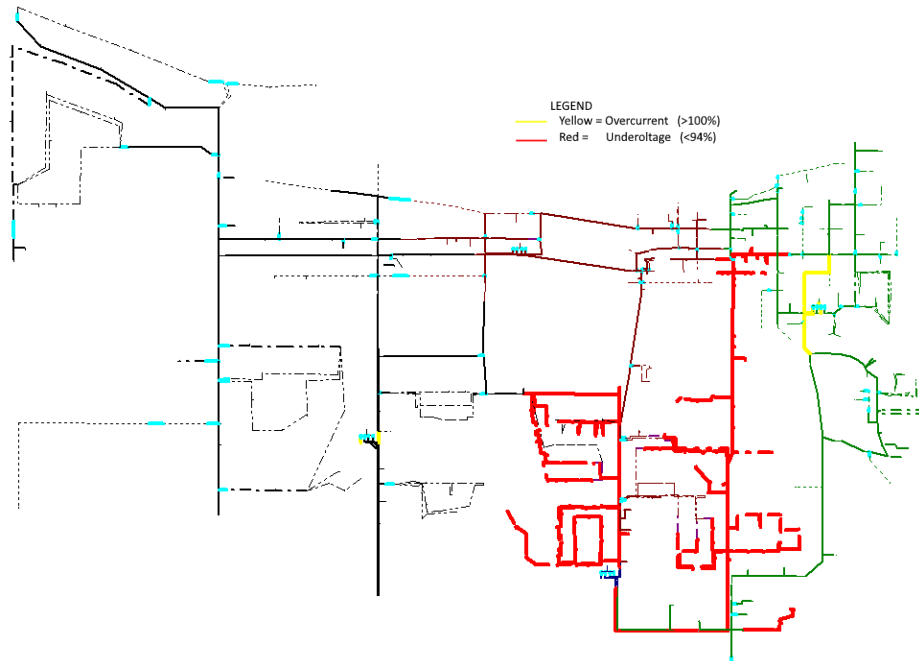 LEGEND
Yellow = Overcurrent (>100%)
Red = Underoltage (<94%)